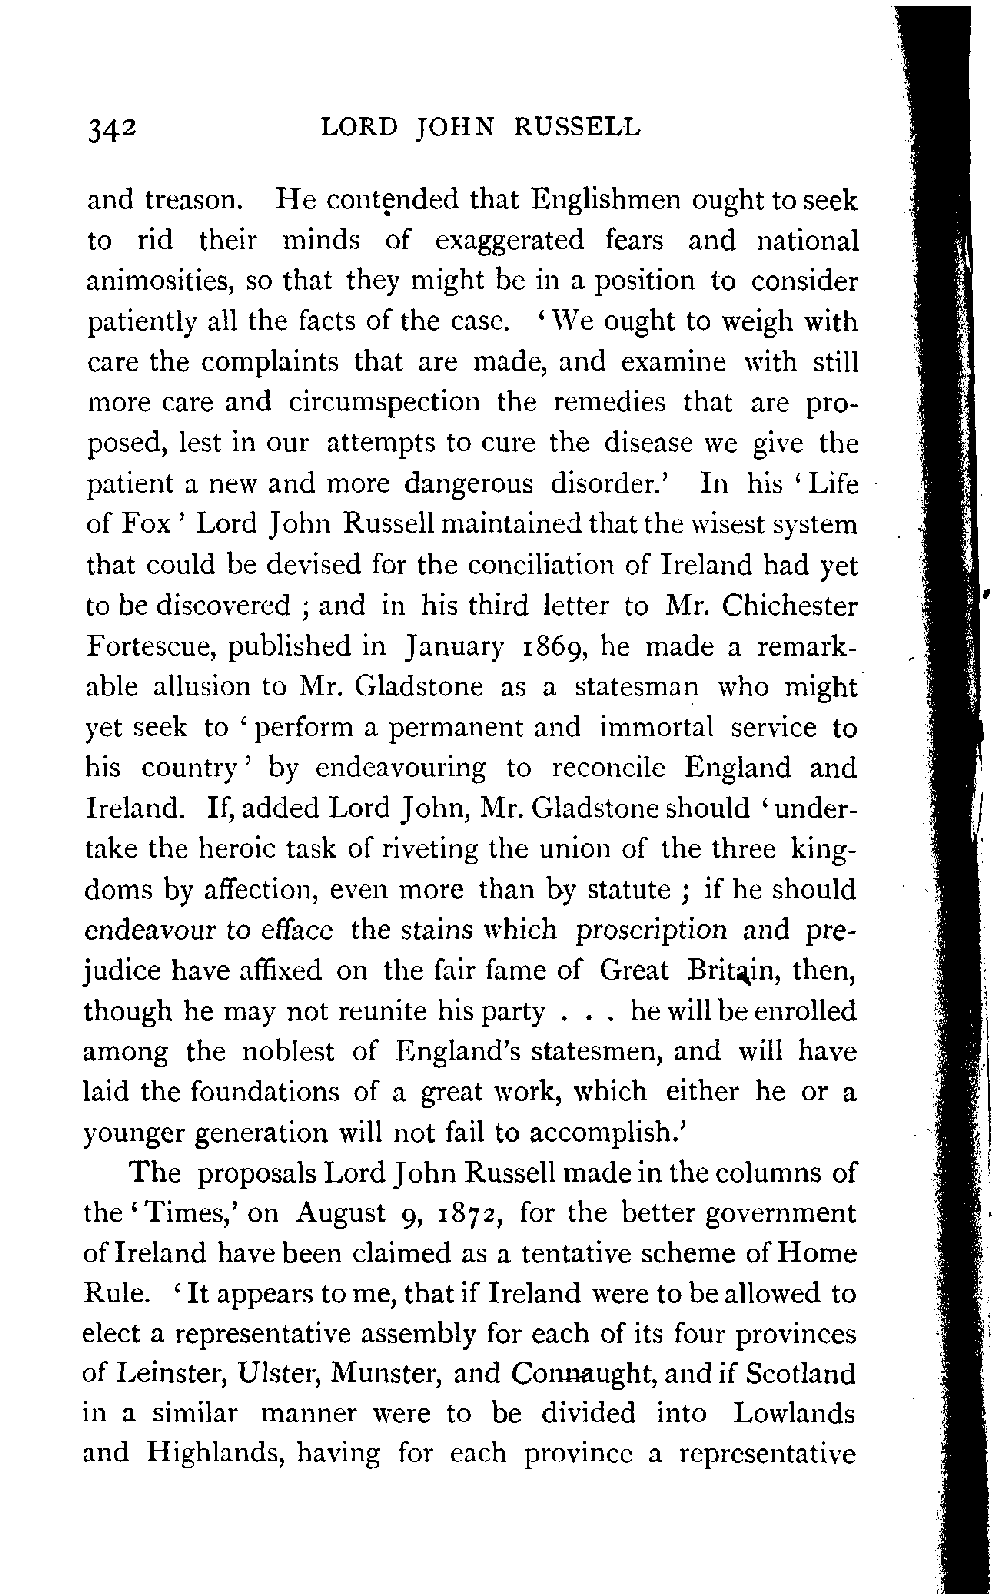 342 LORD JOHN RUSSELL
and treason. He contended that Englishmen ought to seek
to rid their minds of exaggerated fears and national
animosities, so that they might be in a position to consider
patiently all the facts of the case. ‘ We ought to weigh with
care the complaints that are made, and examine with still
more care and circumspection the remedies that are pro-
posed, lest in our attempts to cure the disease we give the
patient a new and more dangerous disorder.’ In his ‘ Life
of Fox ’ Lord John Russell maintained that the wisest system
that could be devised for the conciliation of Ireland had yet
to be discovered ; and in his third letter to Mr. Chichester
Fortescue, published in January 1869, he made a remark-
able allusion to Mr. Gladstone as a statesman who might
yet seek to ‘ perform a permanent and immortal service to
his country ’ by endeavouring to reconcile England and
Ireland. If, added Lord John, Mr. Gladstone should ‘ under-
take the heroic task of riveting the union of the three king-
doms by affection, even more than by statute ; if he should
endeavour to efface the stains which proscription and pre-
judice have affixed on the fair fame of Great Britain, then,
though he may not reunite his party . . . he will be enrolled
among the noblest of England's statesmen, and will have
laid the foundations of a great work, which either he or a
younger generation will not fail to accomplish.’
The proposals Lord John Russell made in the columns of
the ‘ Times,’ on August 9, 1872, for the better government
of Ireland have been claimed as a tentative scheme of Home
Rule. ‘ It appears to me, that if Ireland were to be allowed to
elect a representative assembly for each of its four provinces
of Leinster, Ulster, Munster, and Connaught, and if Scotland
in a similar manner were to be divided into Lowlands
and Highlands, having for each province a representative